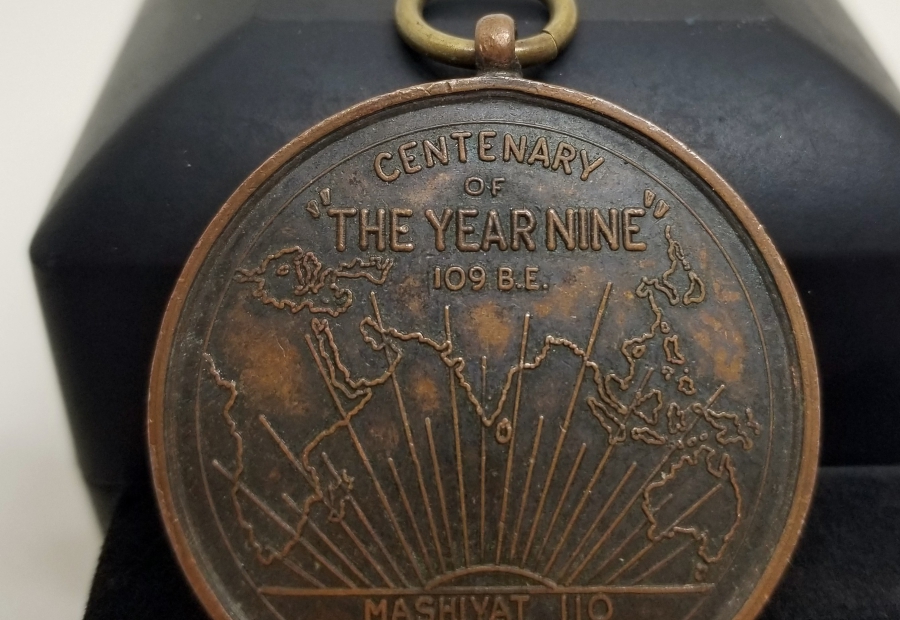 CENTENARY
OF
"THE YEAR NINE"
109 B.E.
MASHIYAT 110